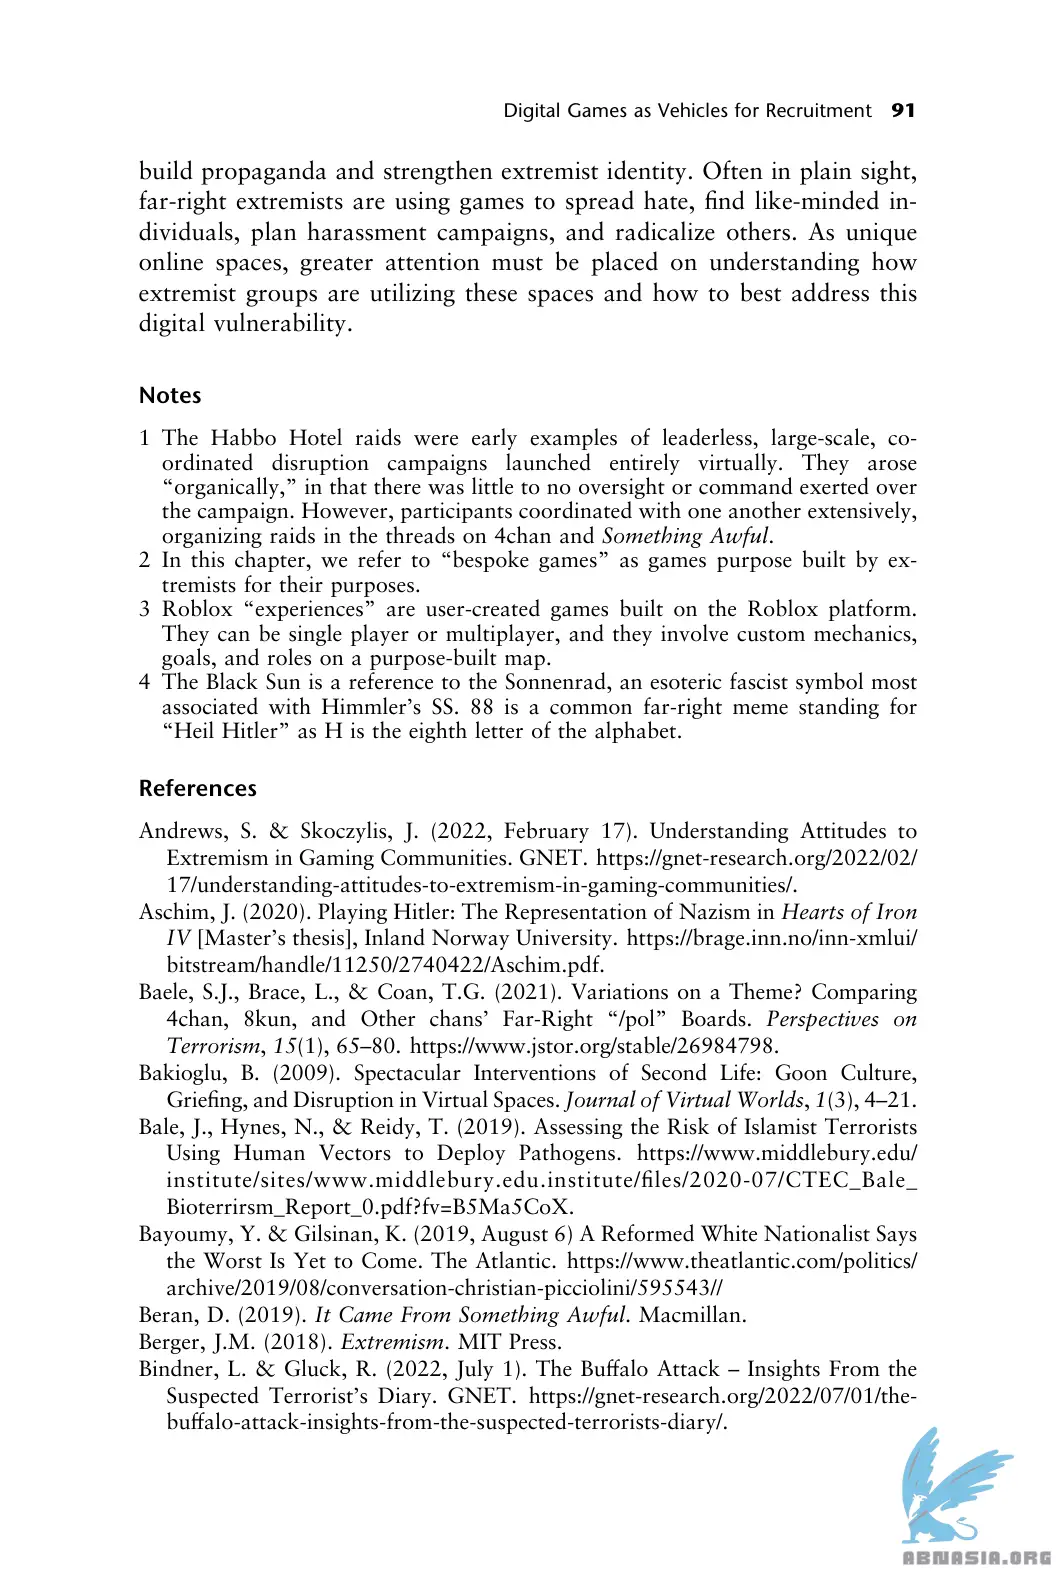 Digital Games as Vehicles for Recruitment 91
build propaganda and strengthen extremist identity. Often in plain sight,
far-right extremists are using games to spread hate, find like-minded in-
dividuals, plan harassment campaigns, and radicalize others. As unique
online spaces, greater attention must be placed on understanding how
extremist groups are utilizing these spaces and how to best address this
digital vulnerability.
Notes
1 The Habbo Hotel raids were early examples of leaderless, large-scale, co-
ordinated disruption campaigns launched entirely virtually. They arose
“organically,” in that there was little to no oversight or command exerted over
the campaign. However, participants coordinated with one another extensively,
organizing raids in the threads on 4chan and Something Awful.
2 In this chapter, we refer to “bespoke games” as games purpose built by ex-
tremists for their purposes.
3 Roblox “experiences” are user-created games built on the Roblox platform.
They can be single player or multiplayer, and they involve custom mechanics,
goals, and roles on a purpose-built map.
4 The Black Sun is a reference to the Sonnenrad, an esoteric fascist symbol most
associated with Himmler’s SS. 88 is a common far-right meme standing for
“Heil Hitler” as H is the eighth letter of the alphabet.
References
Andrews, S. & Skoczylis, J. (2022, February 17). Understanding Attitudes to
Extremism in Gaming Communities. GNET. https://gnet-research.org/2022/02/
17/understanding-attitudes-to-extremism-in-gaming-communities/.
Aschim, J. (2020). Playing Hitler: The Representation of Nazism in Hearts of Iron
IV [Master’s thesis], Inland Norway University. https://brage.inn.no/inn-xmlui/
bitstream/handle/11250/2740422/Aschim.pdf.
Baele, S.J., Brace, L., & Coan, T.G. (2021). Variations on a Theme? Comparing
4chan, 8kun, and Other chans’ Far-Right “/pol” Boards. Perspectives on
Terrorism, 15(1), 65–80. https://www.jstor.org/stable/26984798.
Bakioglu, B. (2009). Spectacular Interventions of Second Life: Goon Culture,
Griefing, and Disruption in Virtual Spaces. Journal of Virtual Worlds, 1(3), 4–21.
Bale, J., Hynes, N., & Reidy, T. (2019). Assessing the Risk of Islamist Terrorists
Using Human Vectors to Deploy Pathogens. https://www.middlebury.edu/
institute/sites/www.middlebury.edu.institute/files/2020-07/CTEC_Bale_
Bioterrirsm_Report_0.pdf?fv=B5Ma5CoX.
Bayoumy, Y. & Gilsinan, K. (2019, August 6) A Reformed White Nationalist Says
the Worst Is Yet to Come. The Atlantic. https://www.theatlantic.com/politics/
archive/2019/08/conversation-christian-picciolini/595543//
Beran, D. (2019). It Came From Something Awful. Macmillan.
Berger, J.M. (2018). Extremism. MIT Press.
Bindner, L. & Gluck, R. (2022, July 1). The Buffalo Attack – Insights From the
Suspected Terrorist’s Diary. GNET. https://gnet-research.org/2022/07/01/the-
buffalo-attack-insights-from-the-suspected-terrorists-diary/.
ABNASIA.ORG